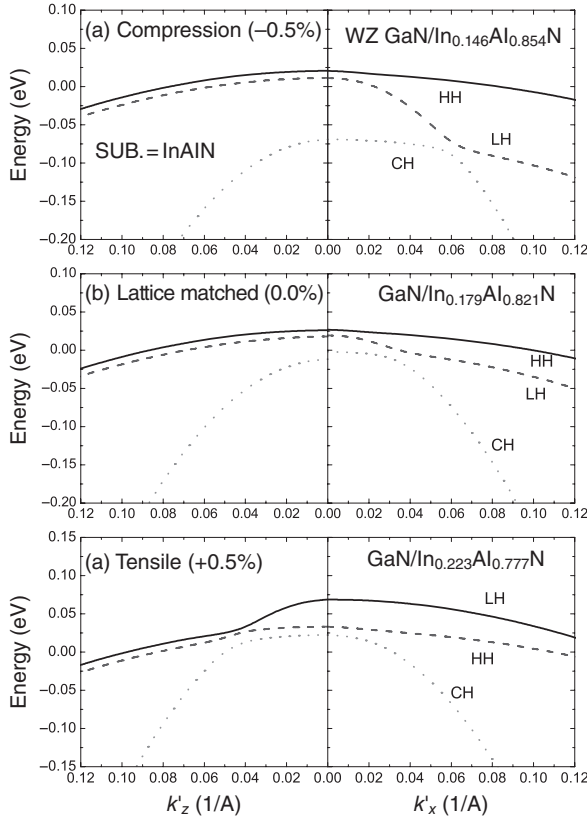 (a) Compression (−0.5%)
WZ GaN/In0.146Al0.854N
0.10
0.05
0.00
−0.05
−0.10
−0.15
−0.20
Energy (eV)
SUB. = InAlN
HH
LH
CH
0.12 0.10 0.08 0.06 0.04 0.02 0.00 0.02 0.04 0.06 0.08 0.10 0.12
(b) Lattice matched (0.0%)
GaN/In0.179Al0.821N
0.10
0.05
0.00
−0.05
−0.10
−0.15
−0.20
Energy (eV)
HH
LH
CH
0.12 0.10 0.08 0.06 0.04 0.02 0.00 0.02 0.04 0.06 0.08 0.10 0.12
(a) Tensile (+0.5%)
GaN/In0.223Al0.777N
0.15
0.10
0.05
0.00
−0.05
−0.10
−0.15
Energy (eV)
LH
HH
CH
0.12 0.10 0.08 0.06 0.04 0.02 0.00 0.02 0.04 0.06 0.08 0.10 0.12
k'z (1/A)
k'x (1/A)